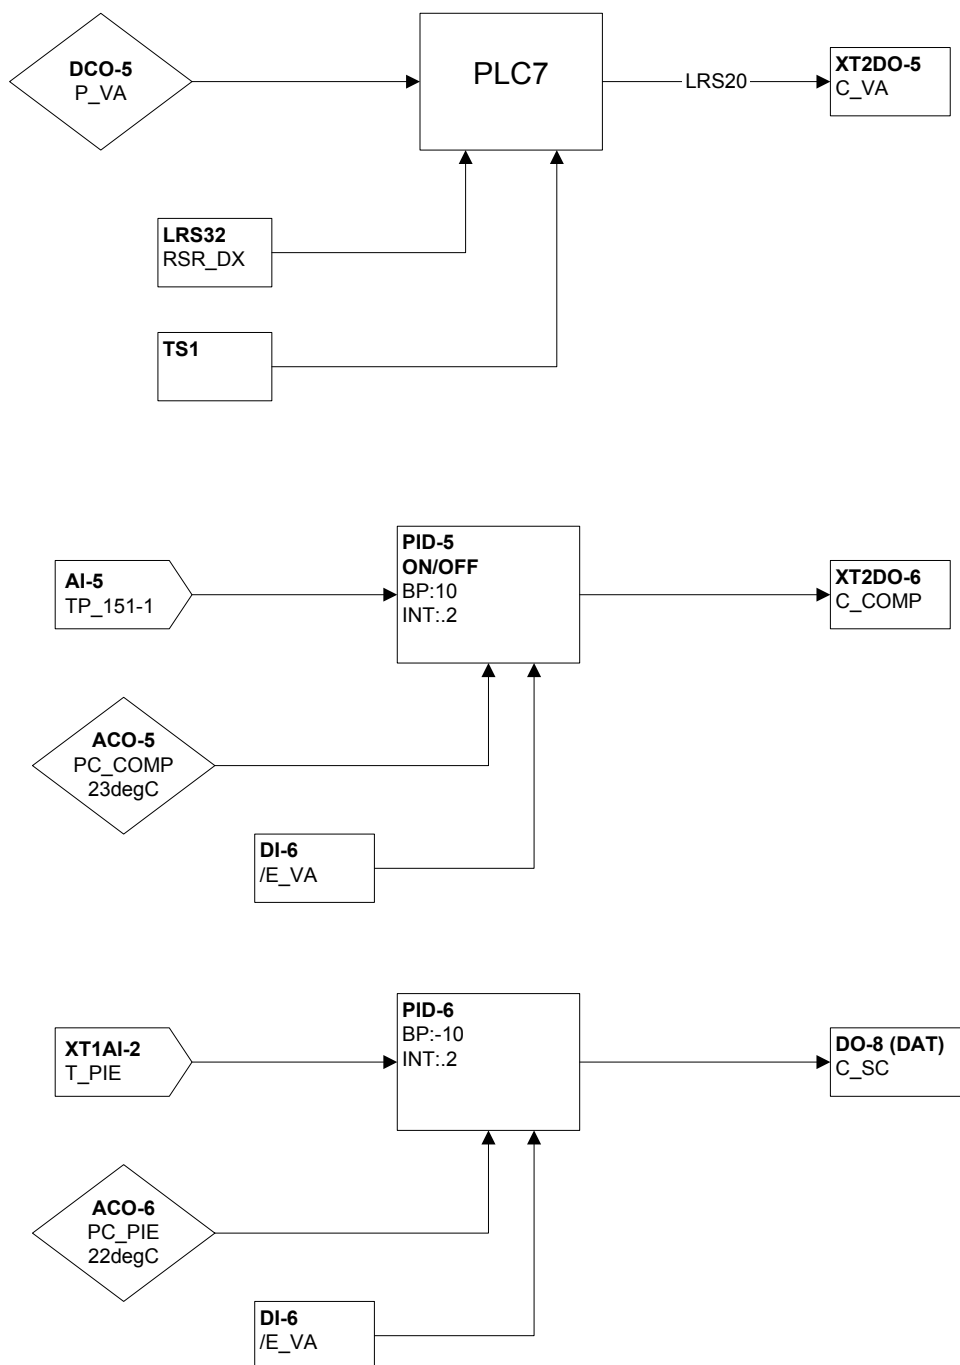 DCO-5
P_VA
PLC7
LRS20
XT2DO-5
C_VA
LRS32
RSR_DX
TS1
AI-5
TP_151-1
PID-5
ON/OFF
BP:10
INT:.2
XT2DO-6
C_COMP
ACO-5
PC_COMP
23degC
DI-6
/E_VA
XT1AI-2
T_PIE
PID-6
BP:-10
INT:.2
DO-8 (DAT)
C_SC
ACO-6
PC_PIE
22degC
DI-6
/E_VA